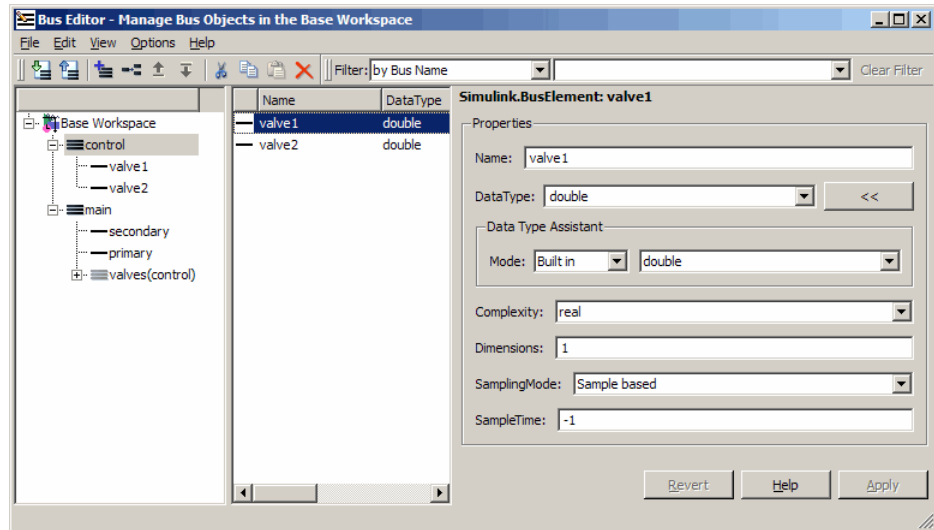 Bus Editor - Manage Bus Objects in the Base Workspace
File Edit View Options Help
Filter: by Bus Name Clear Filter
Base Workspace
control
valve1
valve2
main
secondary
primary
valves(control)
Name DataType
valve1 double
valve2 double
Simulink.BusElement: valve1
Properties
Name: valve1
DataType: double <<
Data Type Assistant
Mode: Built in double
Complexity: real
Dimensions: 1
SamplingMode: Sample based
SampleTime: -1
Revert Help Apply